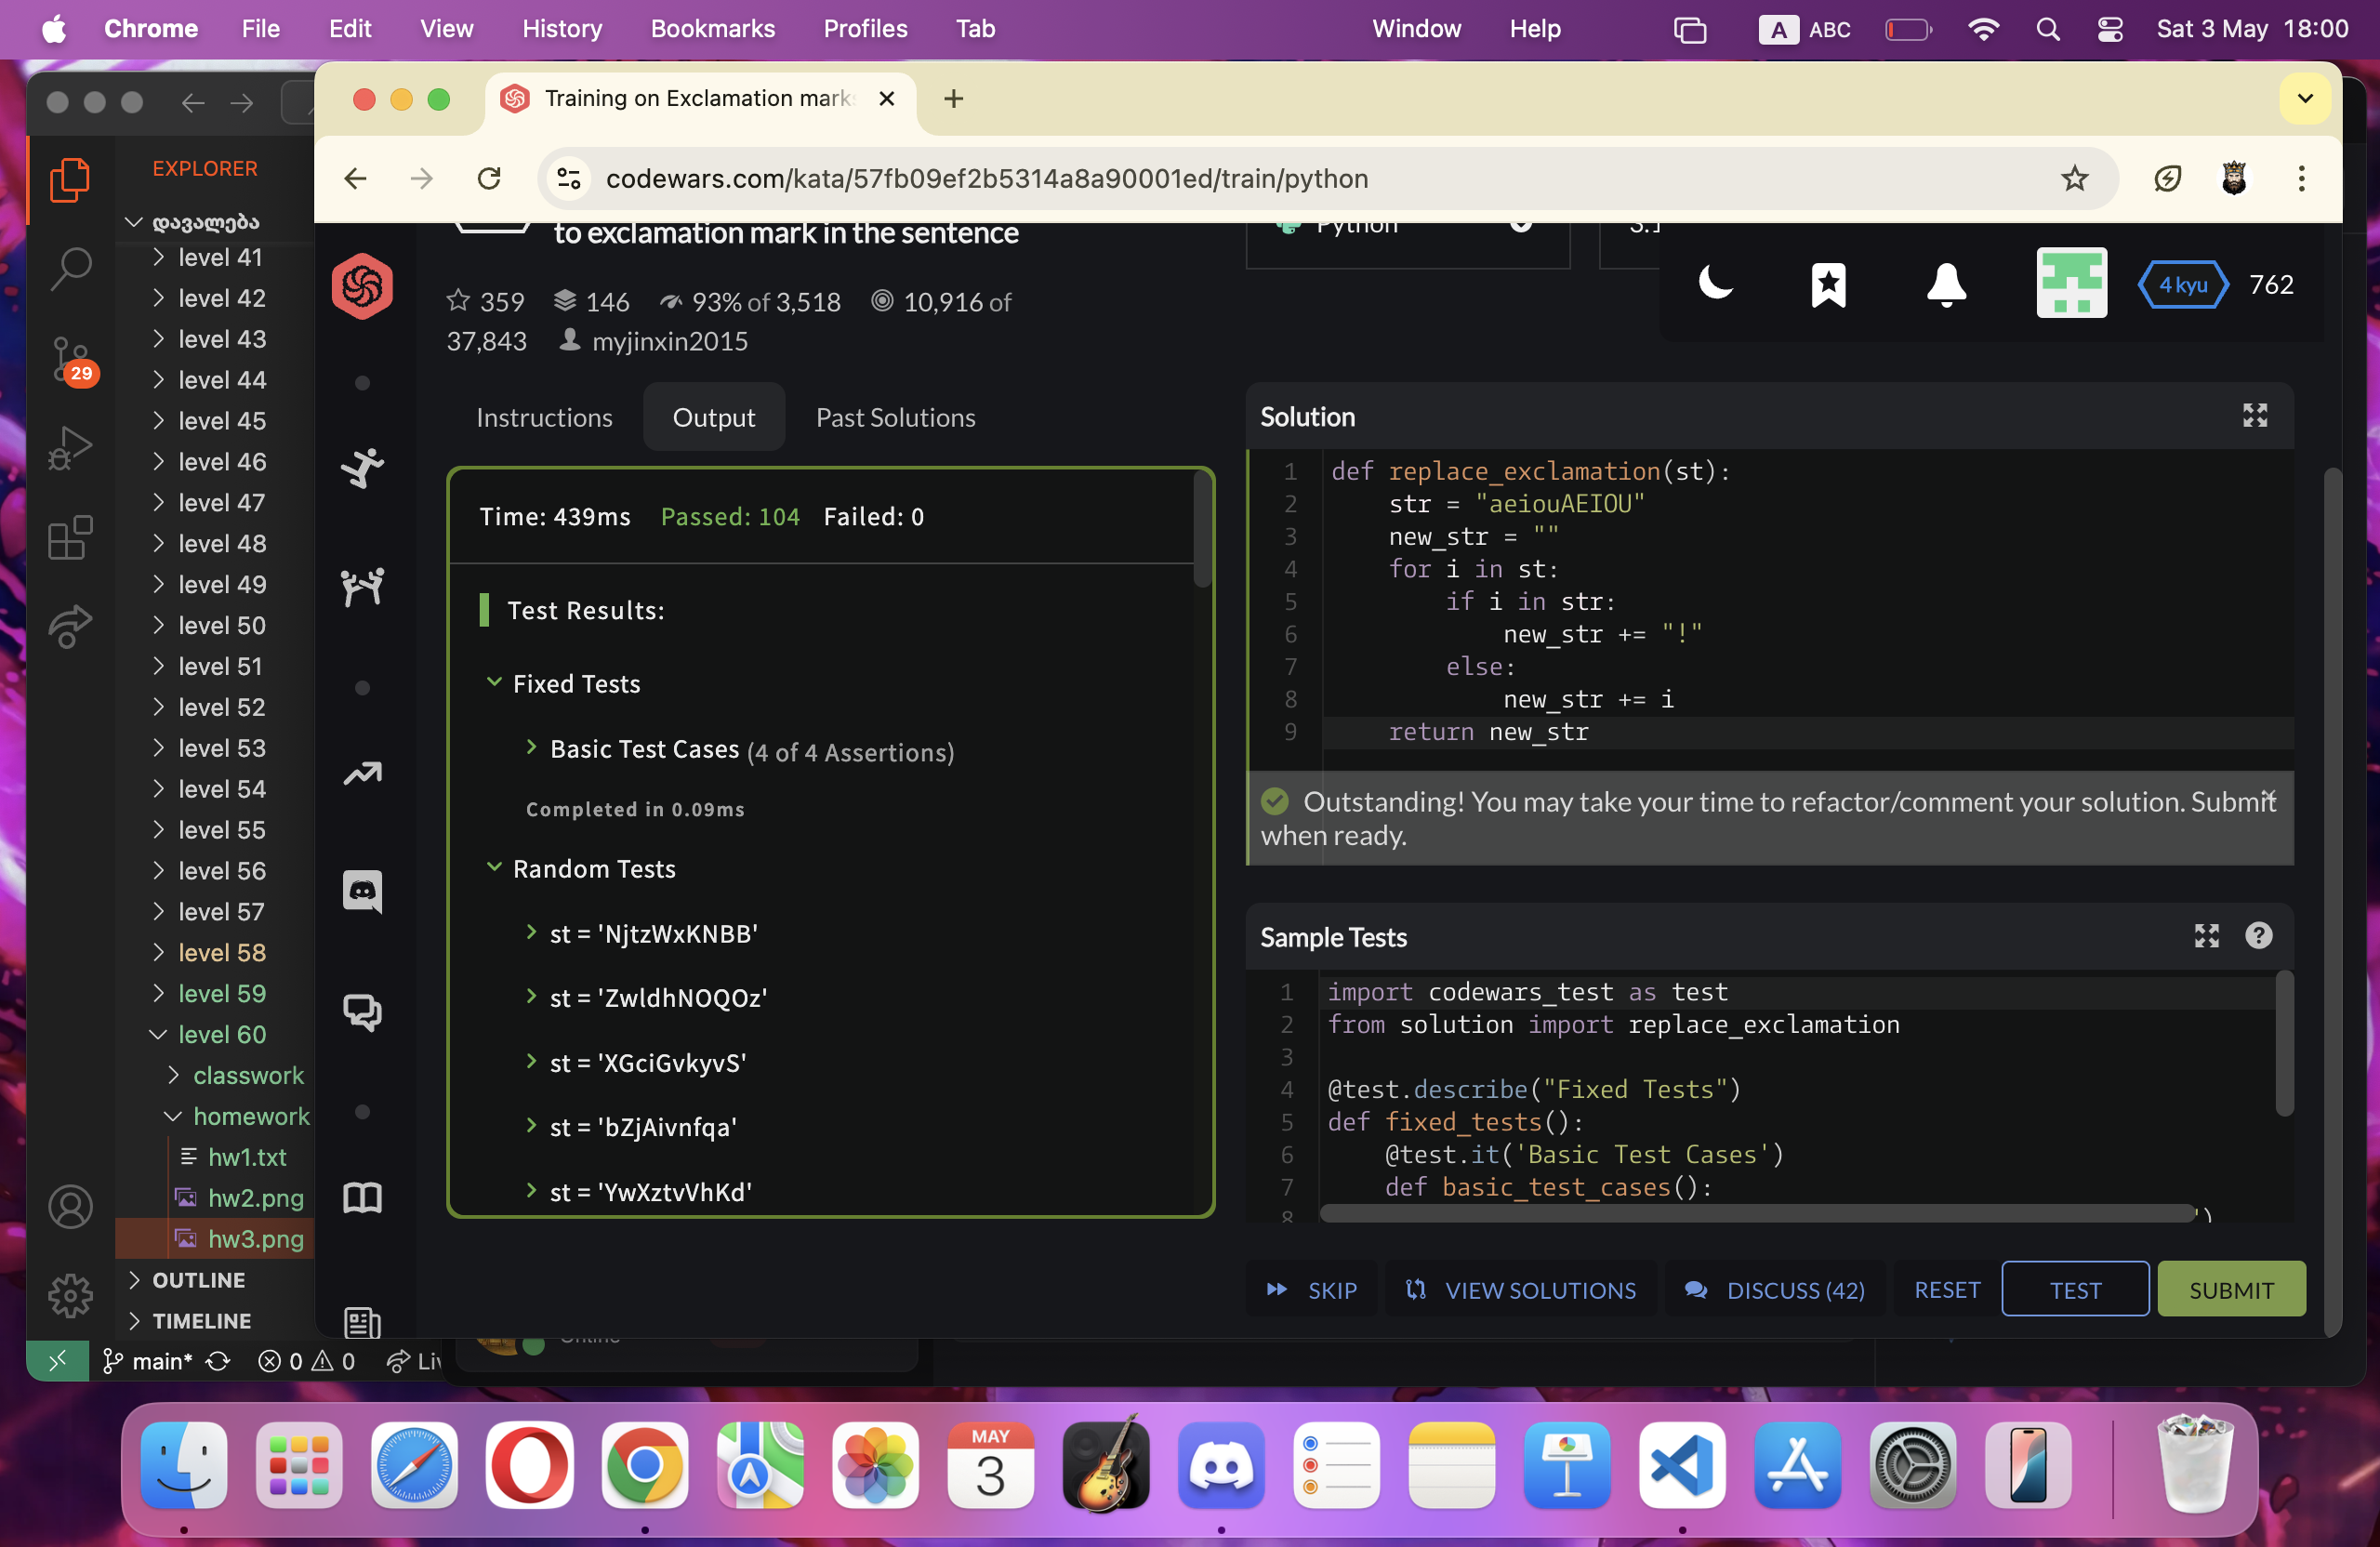 Chrome File Edit View History Bookmarks Profiles Tab Window Help A ABC Sat 3 May 18:00
Training on Exclamation marks
codewars.com/kata/57fb09ef2b5314a8a90001ed/train/python
EXPLORER
დავალება
level 41
level 42
level 43
level 44
level 45
level 46
level 47
level 48
level 49
level 50
level 51
level 52
level 53
level 54
level 55
level 56
level 57
level 58
level 59
level 60
classwork
homework
hw1.txt
hw2.png
hw3.png
OUTLINE
TIMELINE
29
main* 0 0 Liv
to exclamation mark in the sentence
359 146 93% of 3,518 10,916 of
37,843 myjinxin2015
Python
3.1
4 kyu 762
Instructions Output Past Solutions
Time: 439ms Passed: 104 Failed: 0
Test Results:
Fixed Tests
Basic Test Cases (4 of 4 Assertions)
Completed in 0.09ms
Random Tests
st = 'NjtzWxKNBB'
st = 'ZwldhNOQOz'
st = 'XGciGvkyvS'
st = 'bZjAivnfqa'
st = 'YwXztvVhKd'
Solution
1 def replace_exclamation(st):
2 str = "aeiouAEIOU"
3 new_str = ""
4 for i in st:
5 if i in str:
6 new_str += "!"
7 else:
8 new_str += i
9 return new_str
Outstanding! You may take your time to refactor/comment your solution. Submit
when ready.
Sample Tests
1 import codewars_test as test
2 from solution import replace_exclamation
3
4 @test.describe("Fixed Tests")
5 def fixed_tests():
6 @test.it('Basic Test Cases')
7 def basic_test_cases():
8 ')
SKIP VIEW SOLUTIONS DISCUSS (42) RESET TEST SUBMIT
Online
MAY
3